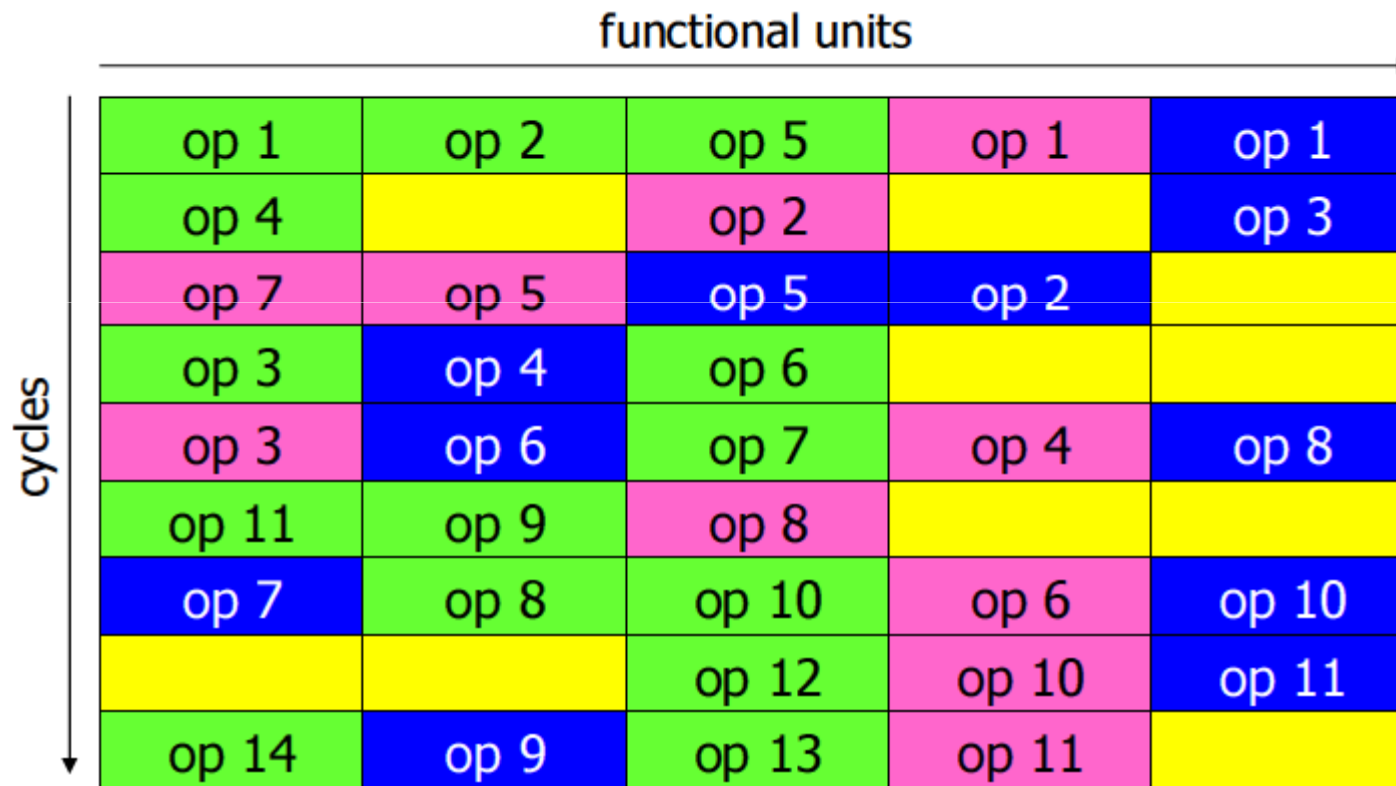 functional units
cycles
op 1 op 2 op 5 op 1 op 1
op 4 op 2 op 3
op 7 op 5 op 5 op 2
op 3 op 4 op 6
op 3 op 6 op 7 op 4 op 8
op 11 op 9 op 8
op 7 op 8 op 10 op 6 op 10
op 12 op 10 op 11
op 14 op 9 op 13 op 11